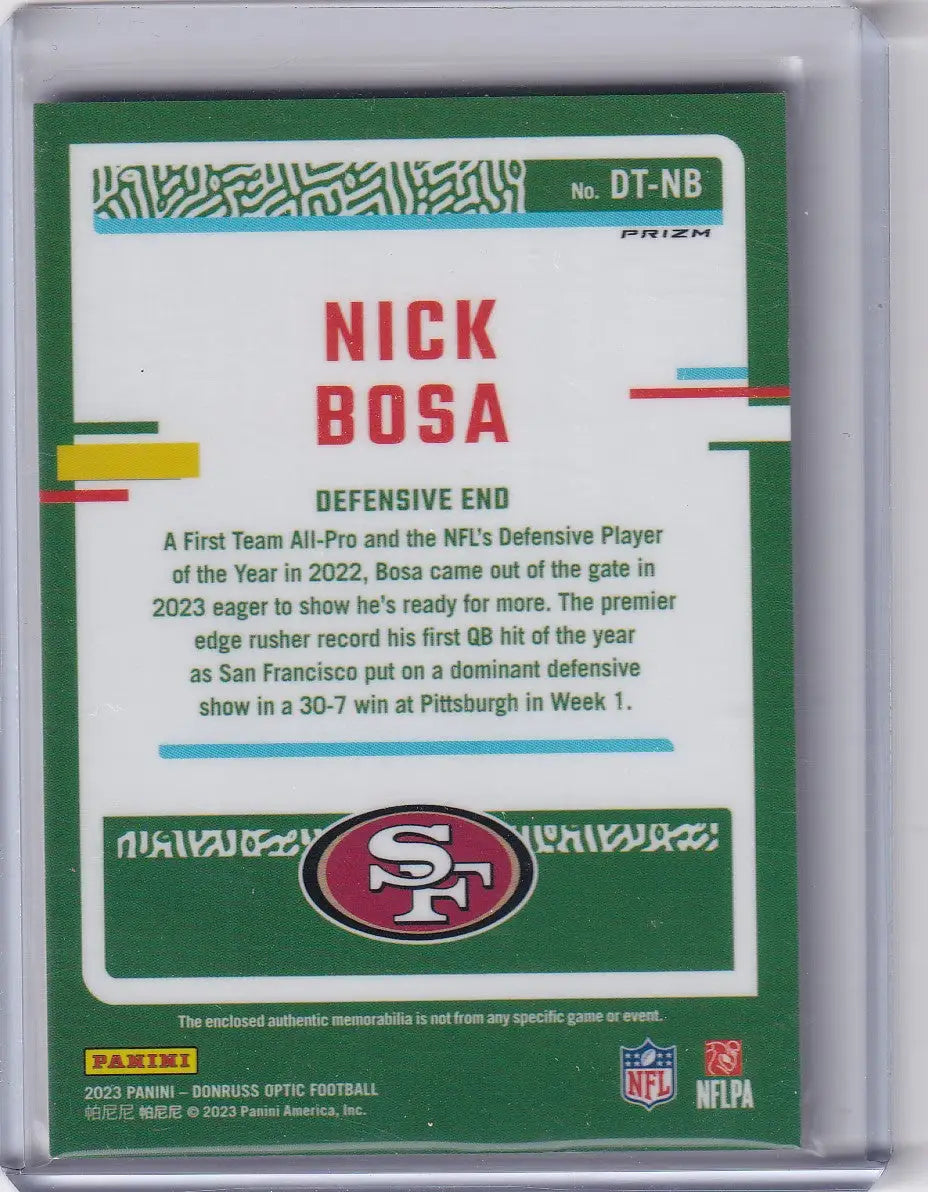 No. DT-NB
PRIZM
NICK
BOSA
DEFENSIVE END
A First Team All-Pro and the NFL's Defensive Player
of the Year in 2022, Bosa came out of the gate in
2023 eager to show he's ready for more. The premier
edge rusher record his first QB hit of the year
as San Francisco put on a dominant defensive
show in a 30-7 win at Pittsburgh in Week 1.
SF
The enclosed authentic memorabilia is not from any specific game or event.
PANINI
2023 PANINI – DONRUSS OPTIC FOOTBALL
帕尼尼 帕尼尼 © 2023 Panini America, Inc.
NFL
NFLPA